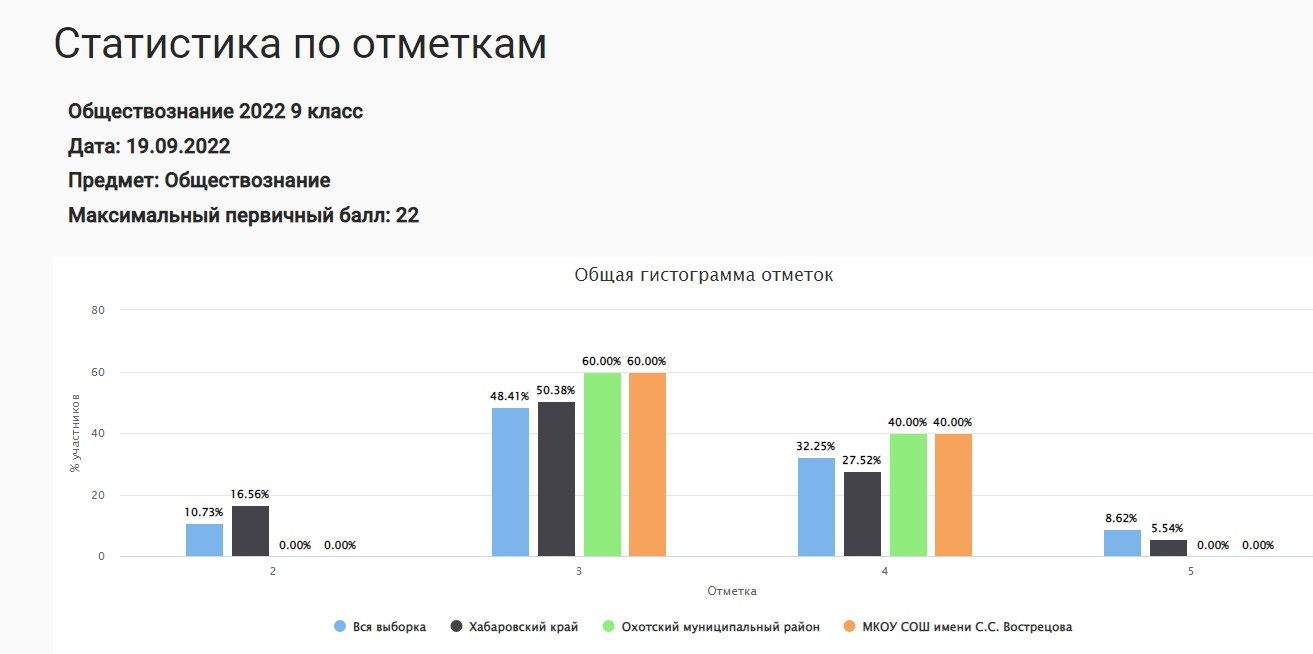 Статистика по отметкам
Обществознание 2022 9 класс
Дата: 19.09.2022
Предмет: Обществознание
Максимальный первичный балл: 22
Общая гистограмма отметок
80
60
40
20
0
% участников
10.73% 16.56% 0.00% 0.00%
48.41% 50.38% 60.00% 60.00%
32.25% 27.52% 40.00% 40.00%
8.62% 5.54% 0.00% 0.00%
2 3 4 5
Отметка
Вся выборка Хабаровский край Охотский муниципальный район МКОУ СОШ имени С.С. Вострецова